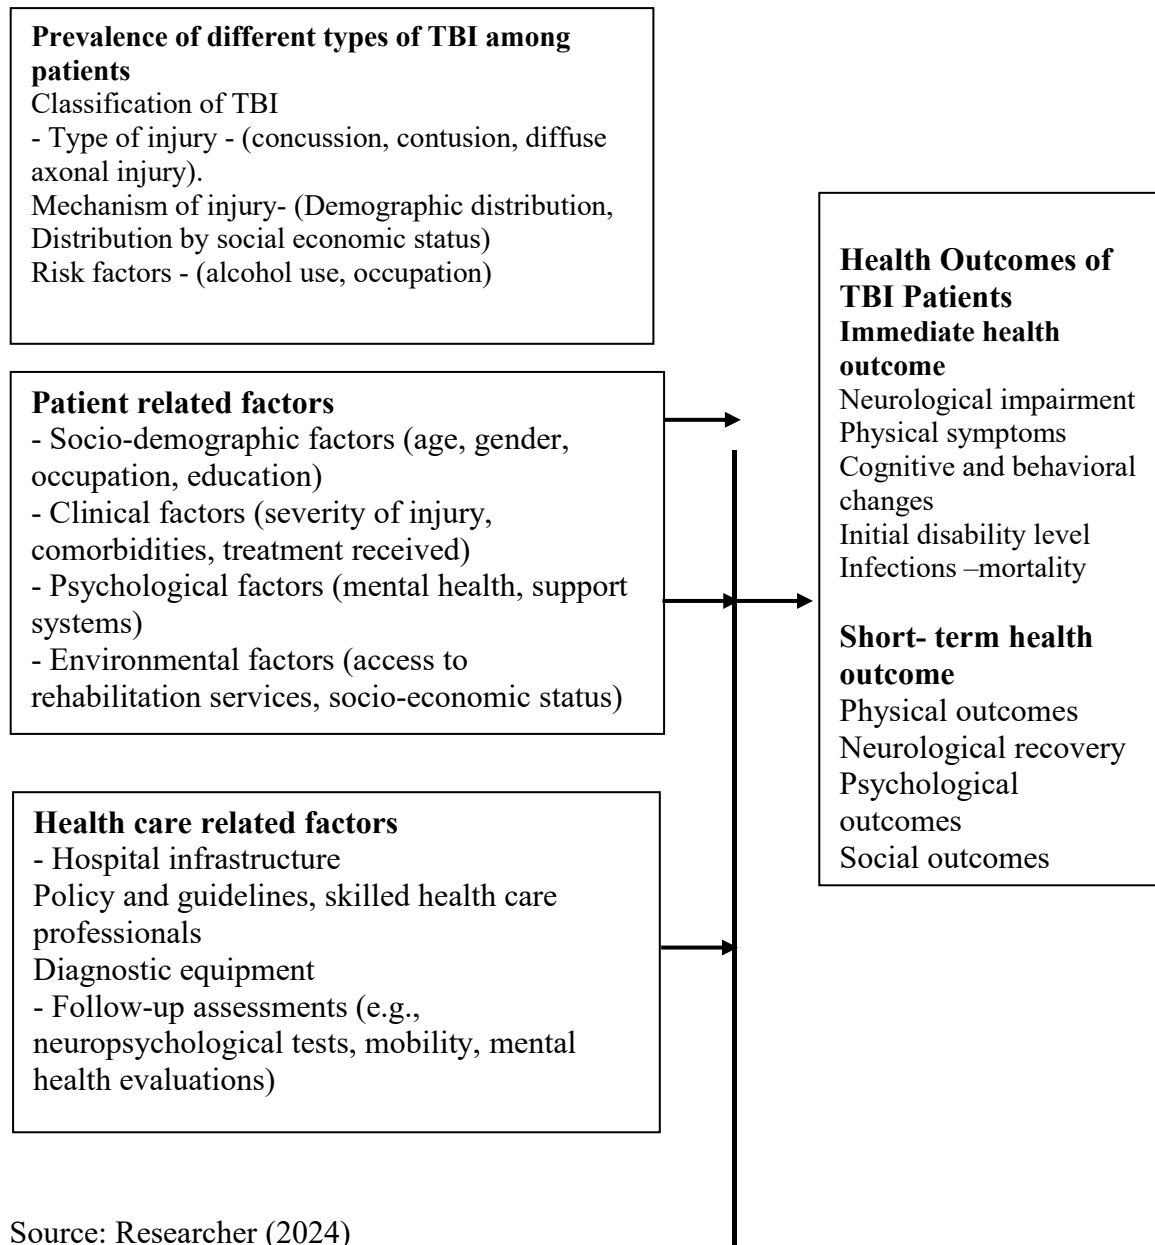 Prevalence of different types of TBI among
patients
Classification of TBI
- Type of injury - (concussion, contusion, diffuse
axonal injury).
Mechanism of injury- (Demographic distribution,
Distribution by social economic status)
Risk factors - (alcohol use, occupation)
Patient related factors
- Socio-demographic factors (age, gender,
occupation, education)
- Clinical factors (severity of injury,
comorbidities, treatment received)
- Psychological factors (mental health, support
systems)
- Environmental factors (access to
rehabilitation services, socio-economic status)
Health care related factors
- Hospital infrastructure
Policy and guidelines, skilled health care
professionals
Diagnostic equipment
- Follow-up assessments (e.g.,
neuropsychological tests, mobility, mental
health evaluations)
Health Outcomes of
TBI Patients
Immediate health
outcome
Neurological impairment
Physical symptoms
Cognitive and behavioral
changes
Initial disability level
Infections –mortality
Short- term health
outcome
Physical outcomes
Neurological recovery
Psychological
outcomes
Social outcomes
Source: Researcher (2024)